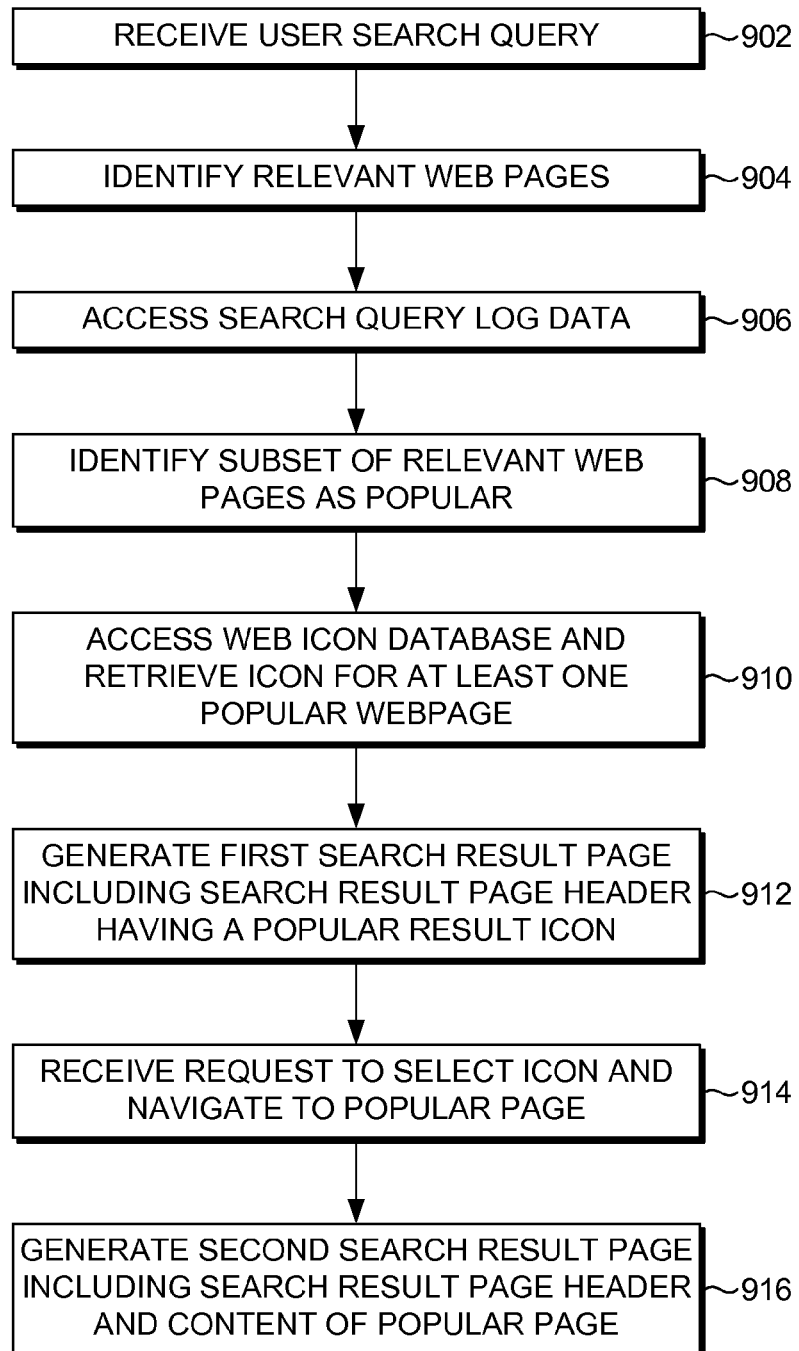 RECEIVE USER SEARCH QUERY
902
IDENTIFY RELEVANT WEB PAGES
904
ACCESS SEARCH QUERY LOG DATA
906
IDENTIFY SUBSET OF RELEVANT WEB
PAGES AS POPULAR
908
ACCESS WEB ICON DATABASE AND
RETRIEVE ICON FOR AT LEAST ONE
POPULAR WEBPAGE
910
GENERATE FIRST SEARCH RESULT PAGE
INCLUDING SEARCH RESULT PAGE HEADER
HAVING A POPULAR RESULT ICON
912
RECEIVE REQUEST TO SELECT ICON AND
NAVIGATE TO POPULAR PAGE
914
GENERATE SECOND SEARCH RESULT PAGE
INCLUDING SEARCH RESULT PAGE HEADER
AND CONTENT OF POPULAR PAGE
916